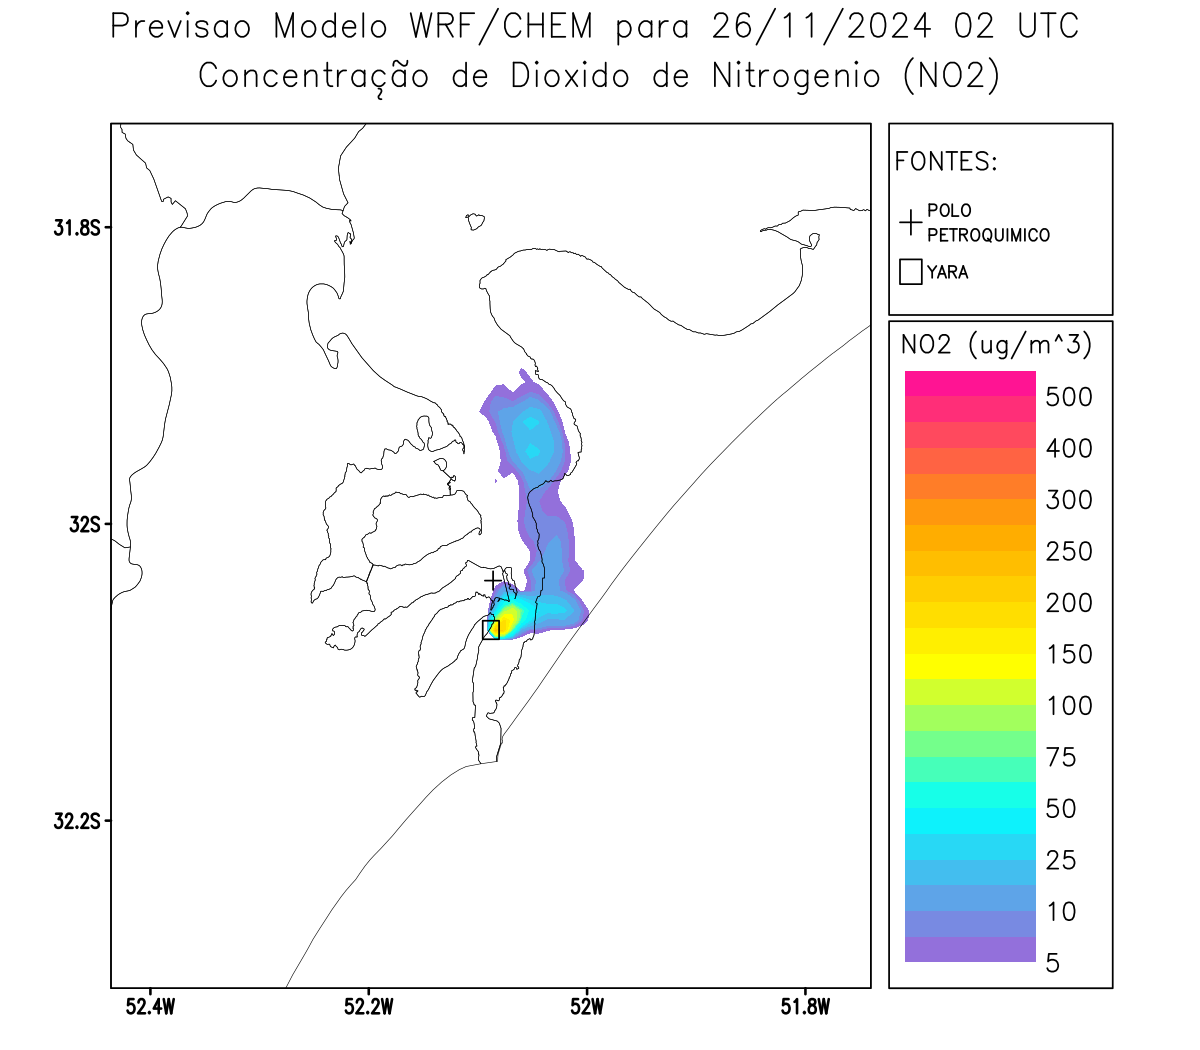 Previsao Modelo WRF/CHEM para 26/11/2024 02 UTC
Concentração de Dioxido de Nitrogenio (NO2)
FONTES:
POLO
PETROQUIMICO
YARA
NO2 (ug/m^3)
500
400
300
250
200
150
100
75
50
25
10
5
31.8S
32S
32.2S
52.4W
52.2W
52W
51.8W